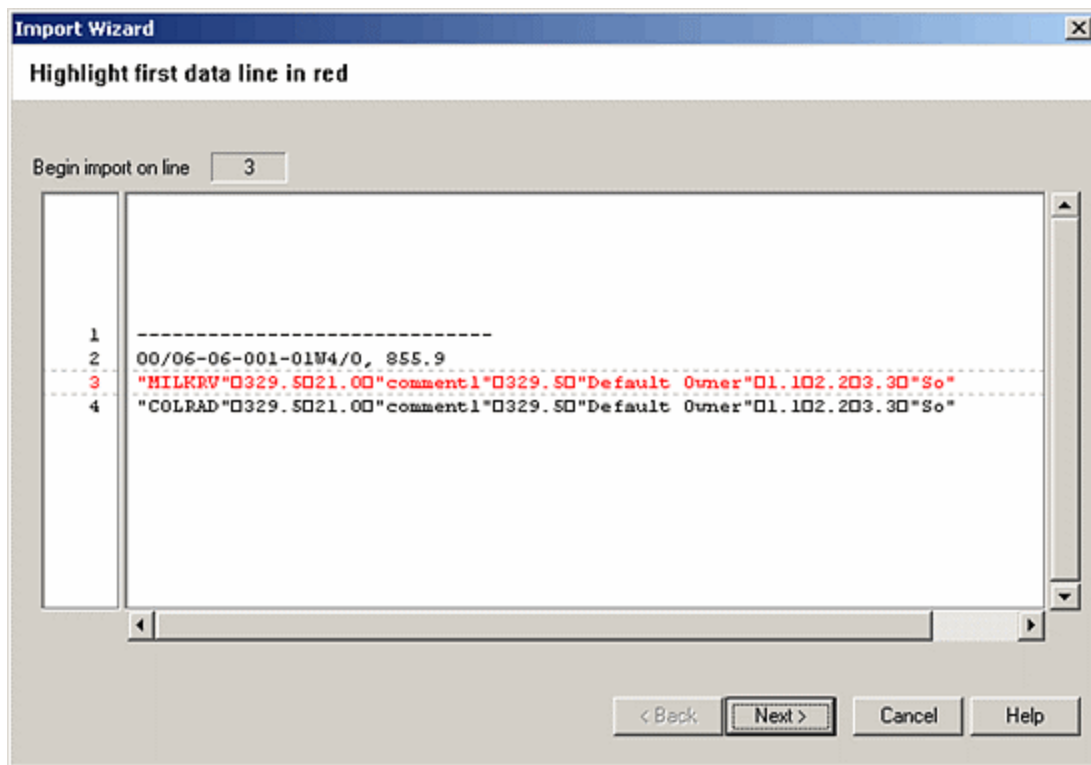 Import Wizard
Highlight first data line in red
Begin import on line 3
1 ------------------------------
2 00/06-06-001-01W4/0, 855.9
3 "MILKRV"□329.5□21.0□"comment1"□329.5□"Default Owner"□1.1□2.2□3.3□"So"
4 "COLRAD"□329.5□21.0□"comment1"□329.5□"Default Owner"□1.1□2.2□3.3□"So"
< Back Next > Cancel Help